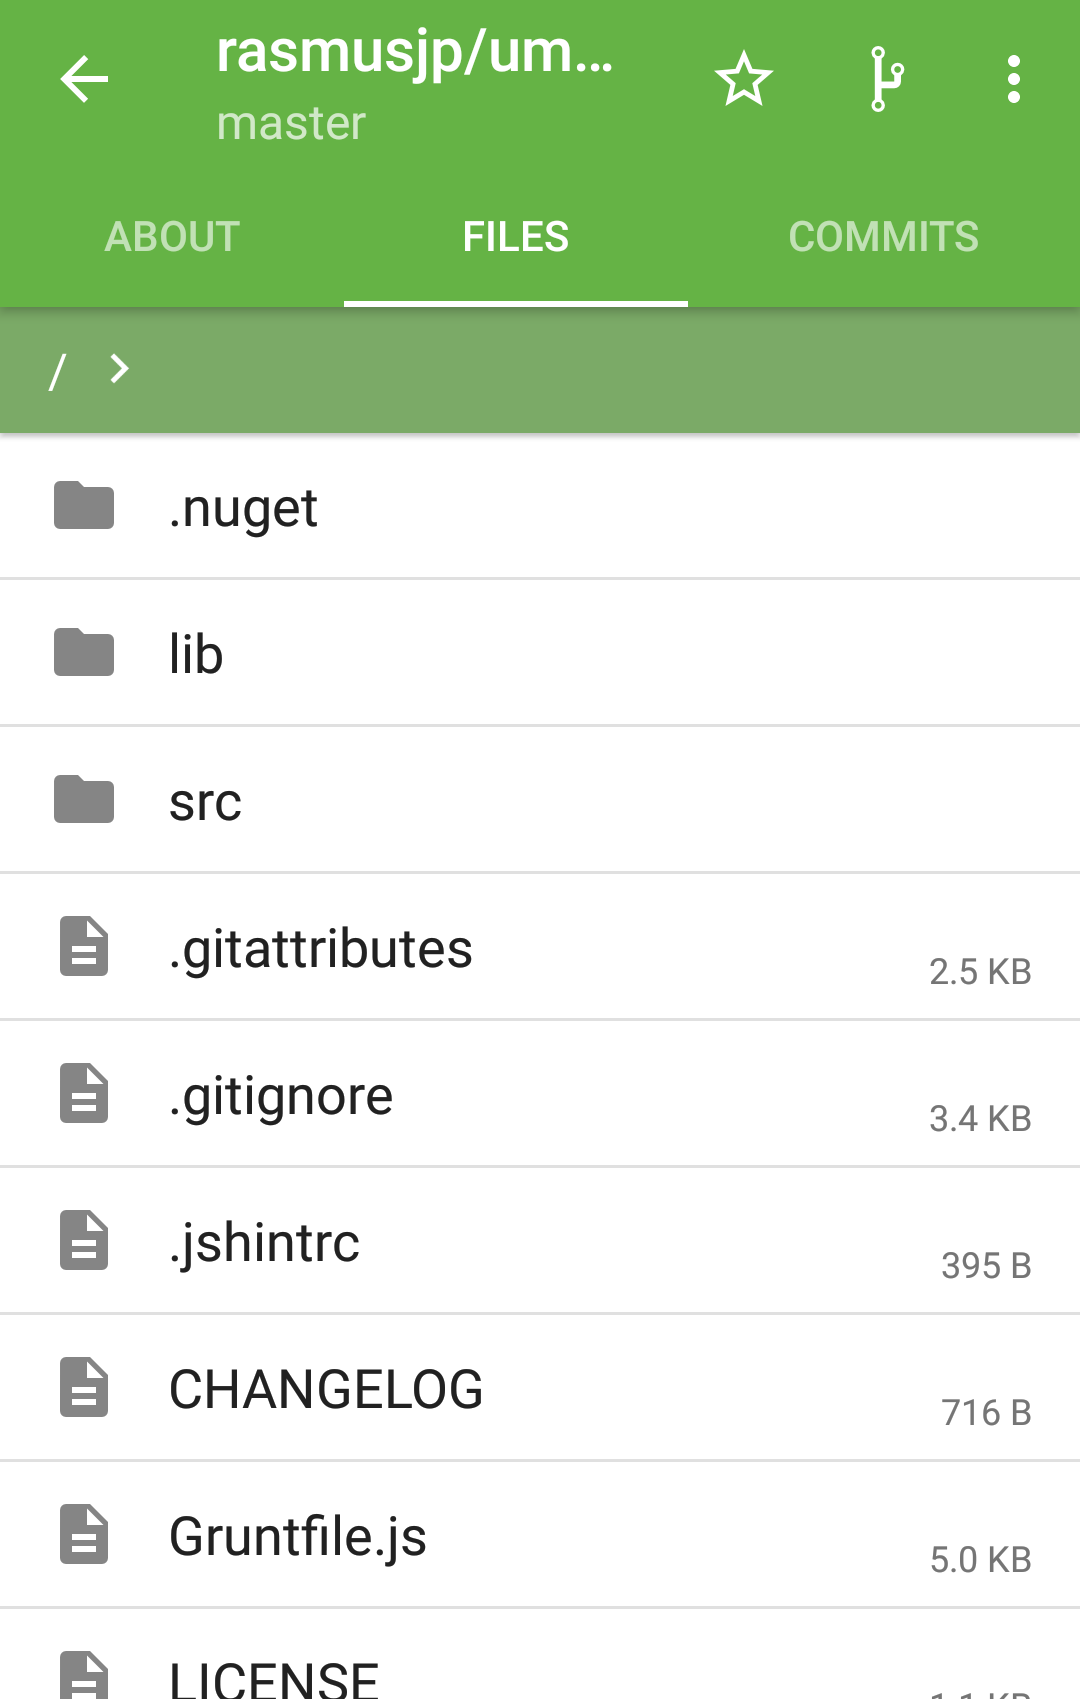 rasmusjp/um...
master
ABOUT
FILES
COMMITS
/
.nuget
lib
src
.gitattributes
2.5 KB
.gitignore
3.4 KB
.jshintrc
395 B
CHANGELOG
716 B
Gruntfile.js
5.0 KB
LICENSE